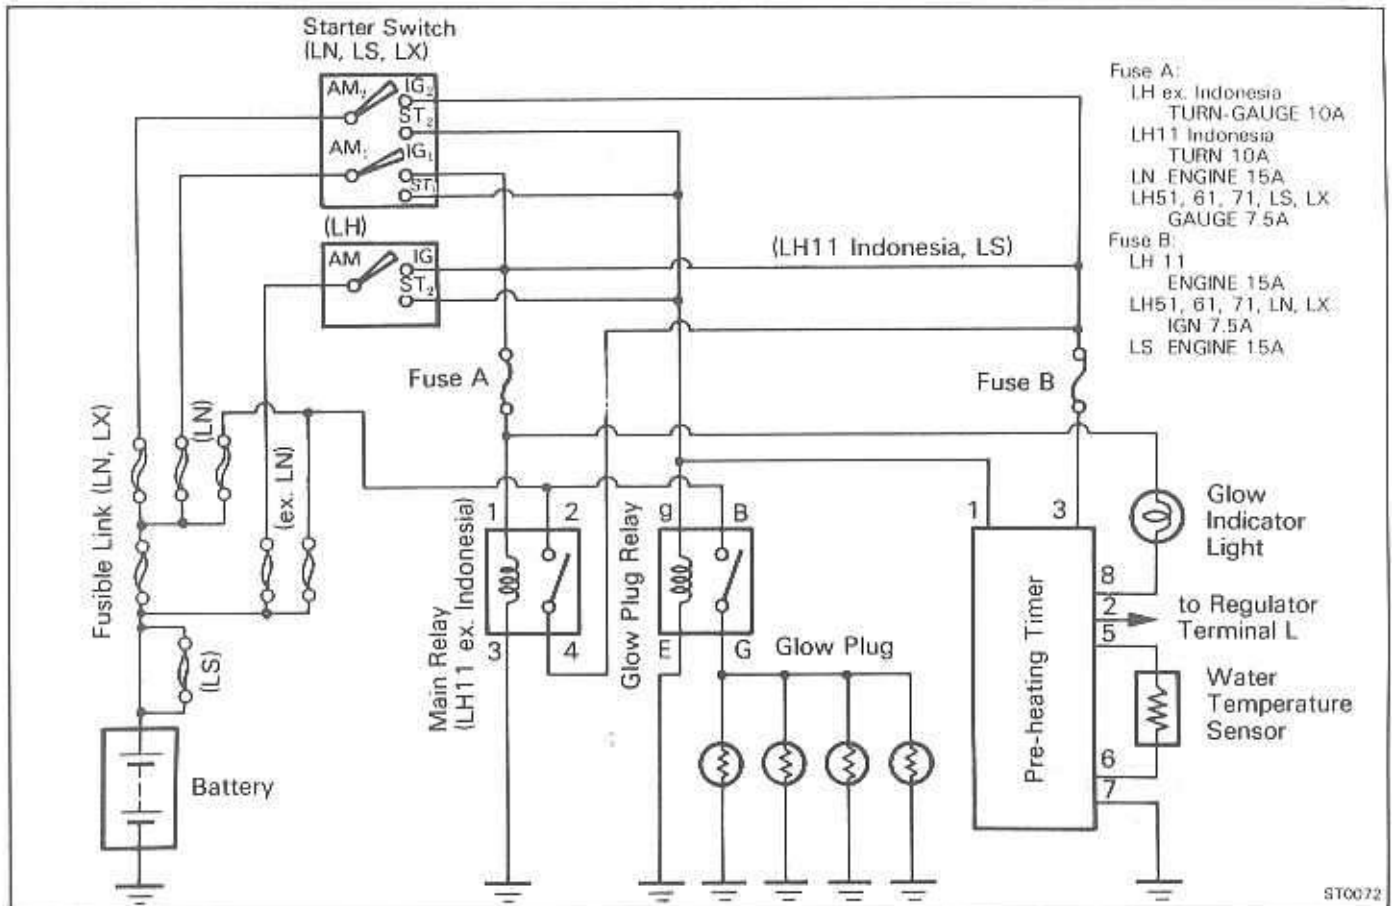 Starter Switch
(LN, LS, LX)
AM₂
IG₂
ST₂
AM₁
IG₁
ST₁
(LH)
AM
IG
ST₂
(LH11 Indonesia, LS)
Fuse A:
LH ex. Indonesia
TURN-GAUGE 10A
LH11 Indonesia
TURN 10A
LN ENGINE 15A
LH51, 61, 71, LS, LX
GAUGE 7.5A
Fuse B:
LH 11
ENGINE 15A
LH51, 61, 71, LN, LX
IGN 7.5A
LS ENGINE 15A
Fuse A
Fuse B
Fusible Link (LN, LX)
(LN)
(ex. LN)
(LS)
Battery
Main Relay
(LH11 ex. Indonesia)
1
2
3
4
Glow Plug Relay
g
B
E
G
Glow Plug
Pre-heating Timer
1
3
8
2
5
6
7
Glow
Indicator
Light
to Regulator
Terminal L
Water
Temperature
Sensor
ST0072